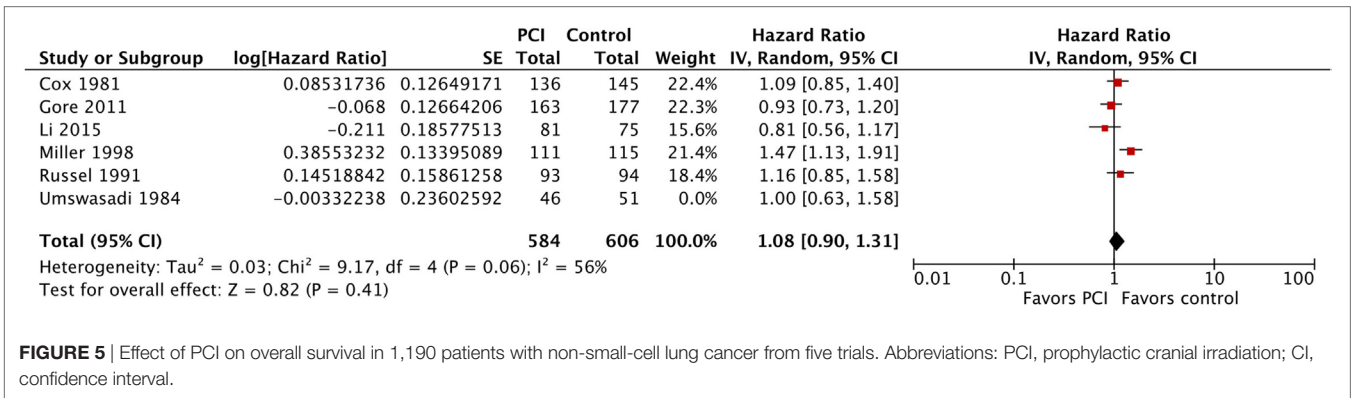 PCI Control Hazard Ratio Hazard Ratio
Study or Subgroup log[Hazard Ratio] SE Total Total Weight IV, Random, 95% CI IV, Random, 95% CI
Cox 1981 0.08531736 0.12649171 136 145 22.4% 1.09 [0.85, 1.40]
Gore 2011 −0.068 0.12664206 163 177 22.3% 0.93 [0.73, 1.20]
Li 2015 −0.211 0.18577513 81 75 15.6% 0.81 [0.56, 1.17]
Miller 1998 0.38553232 0.13395089 111 115 21.4% 1.47 [1.13, 1.91]
Russel 1991 0.14518842 0.15861258 93 94 18.4% 1.16 [0.85, 1.58]
Umswasadi 1984 −0.00332238 0.23602592 46 51 0.0% 1.00 [0.63, 1.58]
Total (95% CI) 584 606 100.0% 1.08 [0.90, 1.31]
Heterogeneity: Tau² = 0.03; Chi² = 9.17, df = 4 (P = 0.06); I² = 56%
Test for overall effect: Z = 0.82 (P = 0.41)
0.01 0.1 1 10 100
Favors PCI Favors control
FIGURE 5 | Effect of PCI on overall survival in 1,190 patients with non-small-cell lung cancer from five trials. Abbreviations: PCI, prophylactic cranial irradiation; CI,
confidence interval.